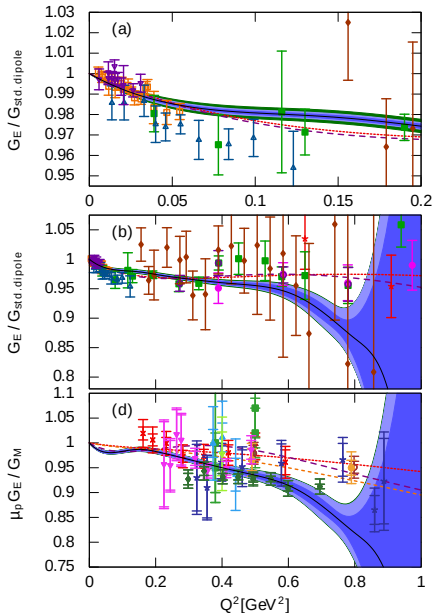 (a)
G_E / G_std. dipole
1.03
1.02
1.01
1
0.99
0.98
0.97
0.96
0.95
0 0.05 0.1 0.15 0.2
(b)
G_E / G_std. dipole
1.05
1
0.95
0.9
0.85
0.8
(d)
μ_p G_E / G_M
1.1
1.05
1
0.95
0.9
0.85
0.8
0.75
0 0.2 0.4 0.6 0.8 1
Q² [GeV²]